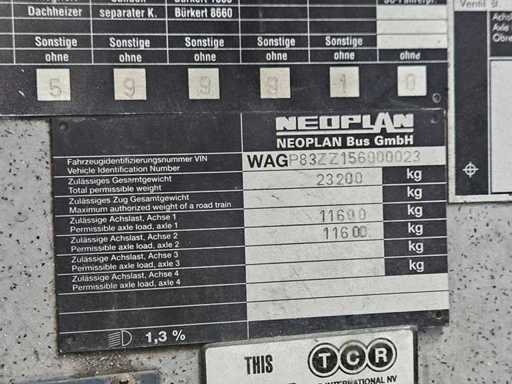 Dachheizer separater K. Bürkert 8660
Sonstige Sonstige Sonstige Sonstige Sonstige Sonstige
ohne ohne ohne ohne ohne ohne
5 9 9 9 1 0
NEOPLAN
NEOPLAN Bus GmbH
Fahrzeugidentifizierungsnummer VIN
Vehicle Identification Number
WAGP83ZZ156000023
Zulässiges Gesamtgewicht
Total permissible weight
23200 kg
Zulässiges Zug Gesamtgewicht
Maximum authorized weight of a road train
kg
Zulässige Achslast, Achse 1
Permissible axle load, axle 1
11600 kg
Zulässige Achslast, Achse 2
Permissible axle load, axle 2
11600 kg
Zulässige Achslast, Achse 3
Permissible axle load, axle 3
kg
Zulässige Achslast, Achse 4
Permissible axle load, axle 4
kg
1,3 %
THIS TCR
INTERNATIONAL NV